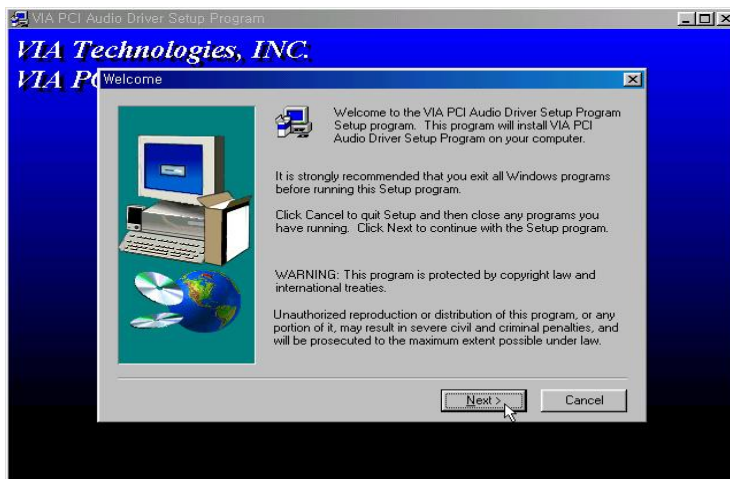 VIA PCI Audio Driver Setup Program
VIA Technologies, INC.
VIA P
Welcome
Welcome to the VIA PCI Audio Driver Setup Program
Setup program. This program will install VIA PCI
Audio Driver Setup Program on your computer.
It is strongly recommended that you exit all Windows programs
before running this Setup program.
Click Cancel to quit Setup and then close any programs you
have running. Click Next to continue with the Setup program.
WARNING: This program is protected by copyright law and
international treaties.
Unauthorized reproduction or distribution of this program, or any
portion of it, may result in severe civil and criminal penalties, and
will be prosecuted to the maximum extent possible under law.
Next >
Cancel